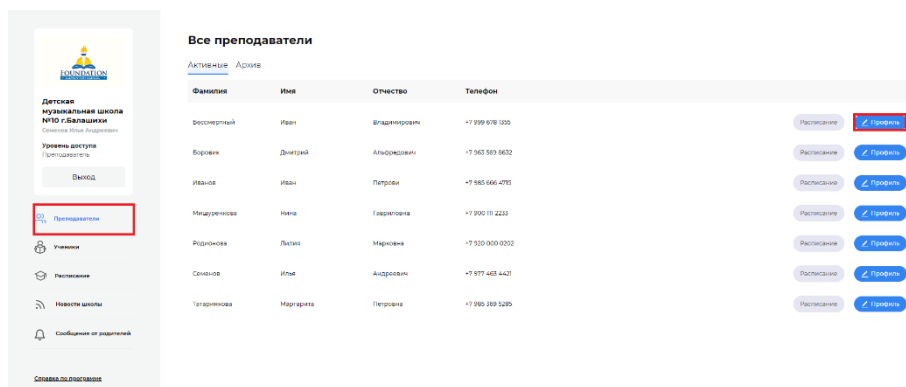 FOUNDATION
Детская
музыкальная школа
№10 г.Балашихи
Семенов Илья Андреевич
Уровень доступа
Преподаватель
Выход
Преподаватели
Ученики
Расписание
Новости школы
Сообщения от родителей
Справка по программе
Все преподаватели
Активные Архив
Фамилия Имя Отчество Телефон
Бессмертный Иван Владимирович +7 999 678 1355 Расписание Профиль
Боровик Дмитрий Альфредович +7 963 569 8632 Расписание Профиль
Иванов Иван Петрови +7 985 666 4713 Расписание Профиль
Мишуренкова Нина Гавриловна +7 900 111 2233 Расписание Профиль
Родионова Лилия Марковна +7 920 000 0202 Расписание Профиль
Семенов Илья Андреевич +7 977 463 4421 Расписание Профиль
Татаринкова Маргарита Петровна +7 985 369 5285 Расписание Профиль